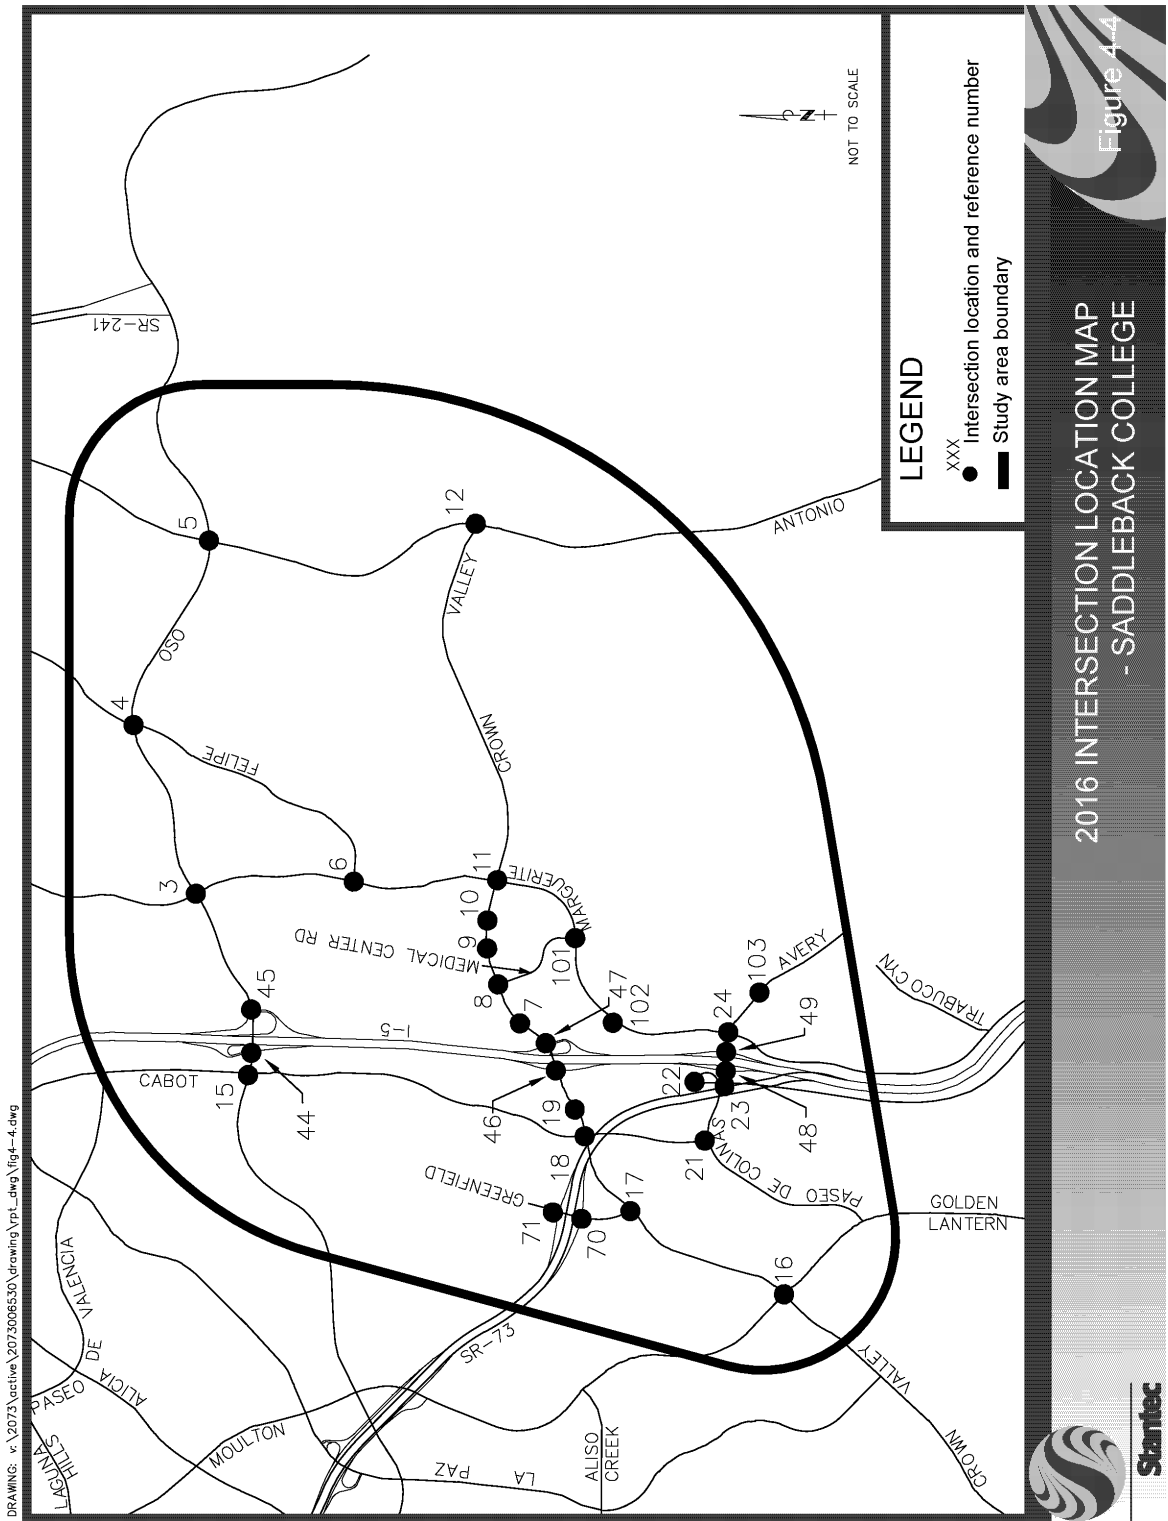 DRAWING: v:\2073\active\2073006530\drawing\rpt_dwg\fig4-4.dwg
SR-241
5
OSO
4
FELIPE
3
6
12
VALLEY
CROWN
ANTONIO
11
10
9
8
7
MARGUERITE
MEDICAL CENTER RD
101
102
47
45
I-5
15
CABOT
44
46
19
18
17
GREENFIELD
71
70
103
AVERY
24
49
22
23
48
21
PASEO DE COLINAS
TRABUCO CYN
GOLDEN
LANTERN
16
VALLEY
CROWN
SR-73
PASEO DE VALENCIA
ALICIA
LAGUNA
HILLS
MOULTON
LA PAZ
ALISO
CREEK
N
NOT TO SCALE
LEGEND
XXX
Intersection location and reference number
Study area boundary
Figure 4-4
2016 INTERSECTION LOCATION MAP
- SADDLEBACK COLLEGE
Stantec